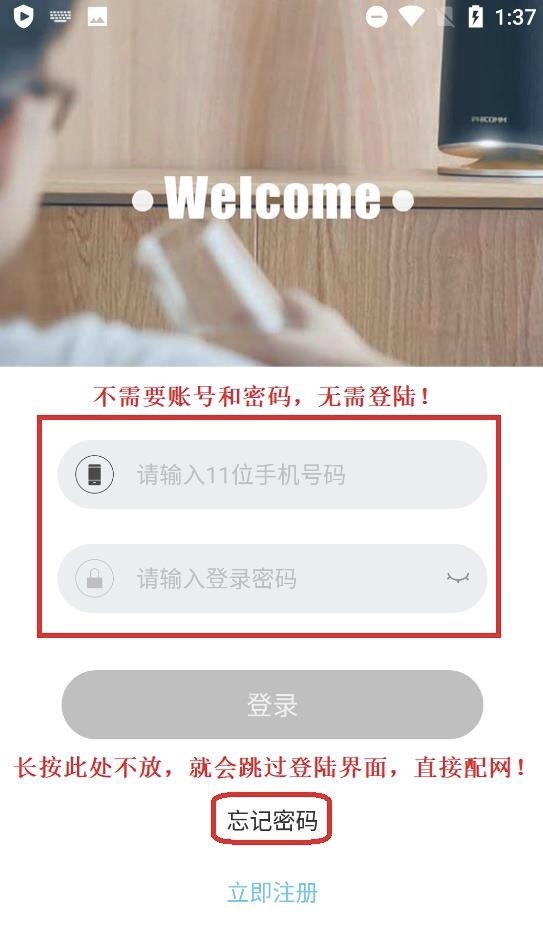 1:37
PHICOMM
Welcome
不需要账号和密码，无需登陆！
请输入11位手机号码
请输入登录密码
登录
长按此处不放，就会跳过登陆界面，直接配网！
忘记密码
立即注册